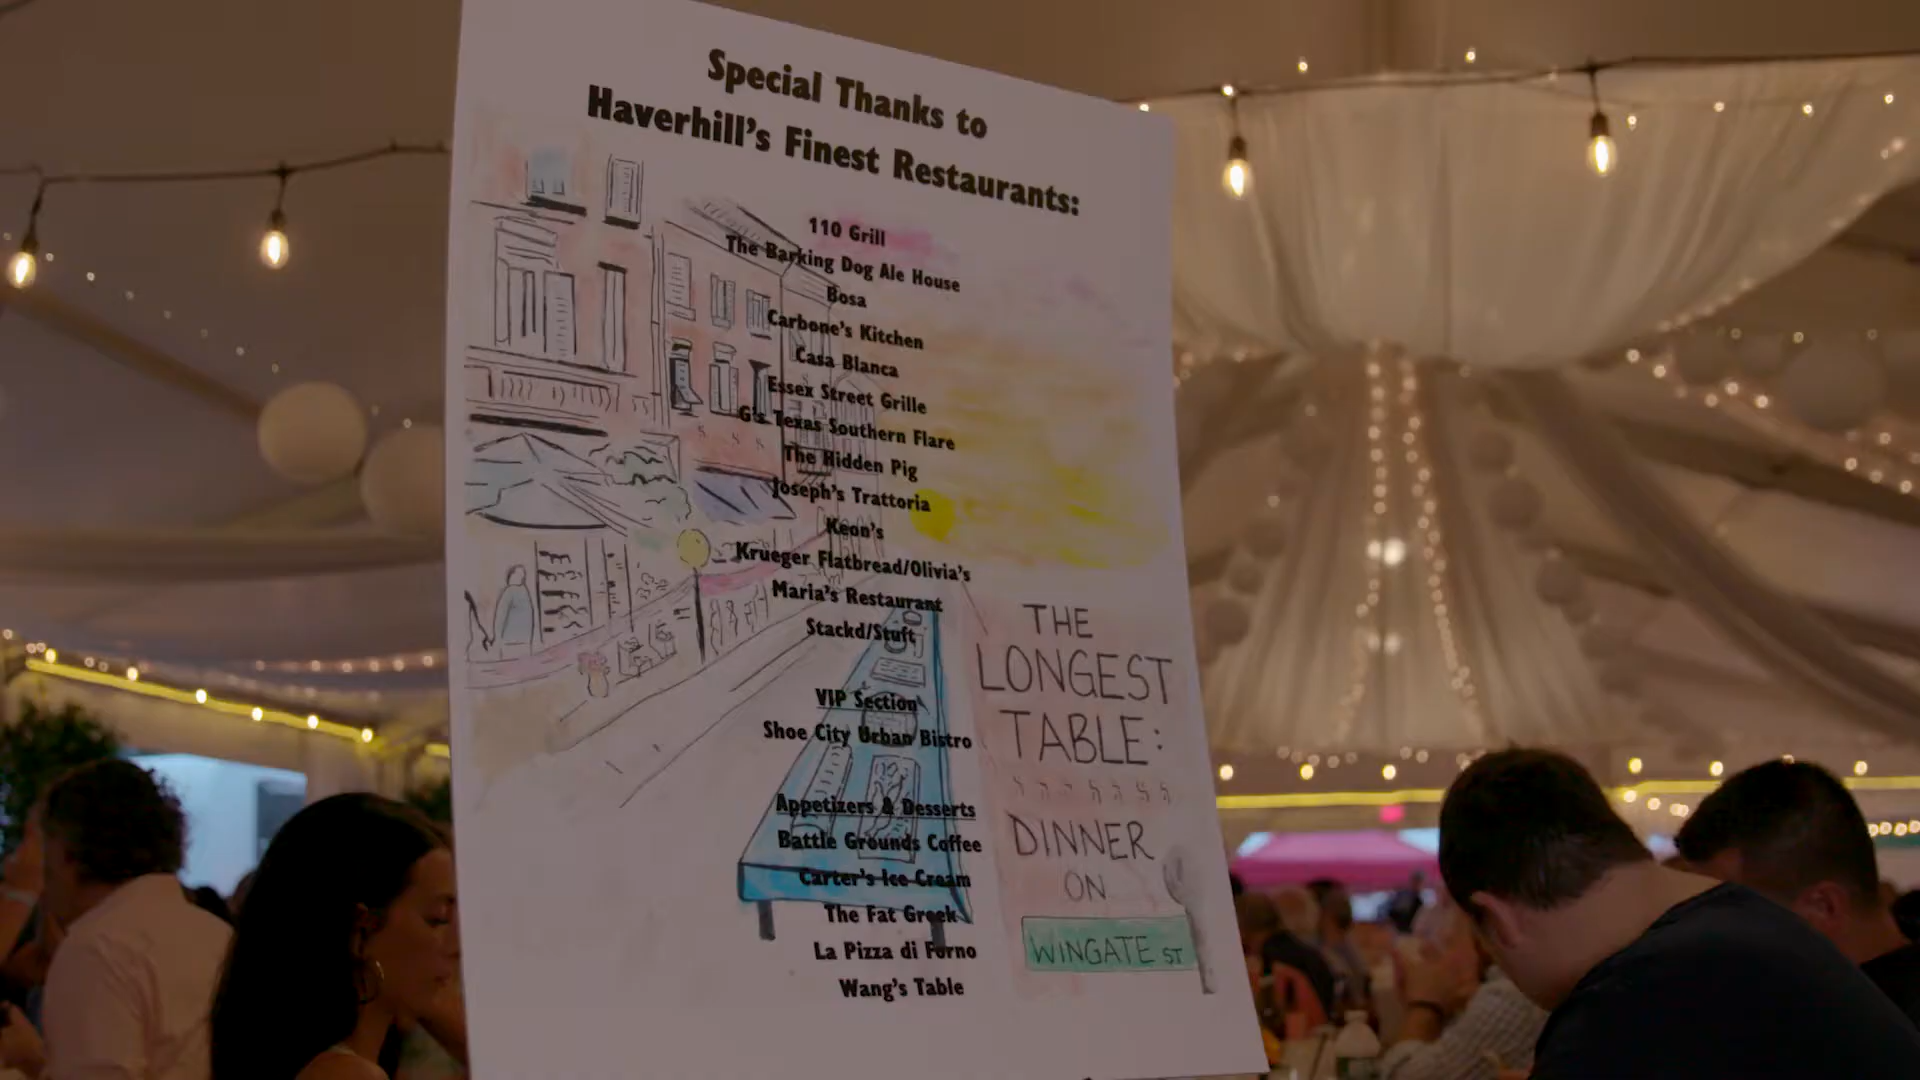 Special Thanks to
Haverhill's Finest Restaurants:
110 Grill
The Barking Dog Ale House
Bosa
Carbone's Kitchen
Casa Blanca
Essex Street Grille
G's Texas Southern Flare
The Hidden Pig
Joseph's Trattoria
Keon's
Krueger Flatbread/Olivia's
Maria's Restaurant
Stackd/Stuft
VIP Section
Shoe City Urban Bistro
Appetizers & Desserts
Battle Grounds Coffee
Carter's Ice Cream
The Fat Greek
La Pizza di Forno
Wang's Table
THE
LONGEST
TABLE:
DINNER
ON
WINGATE ST